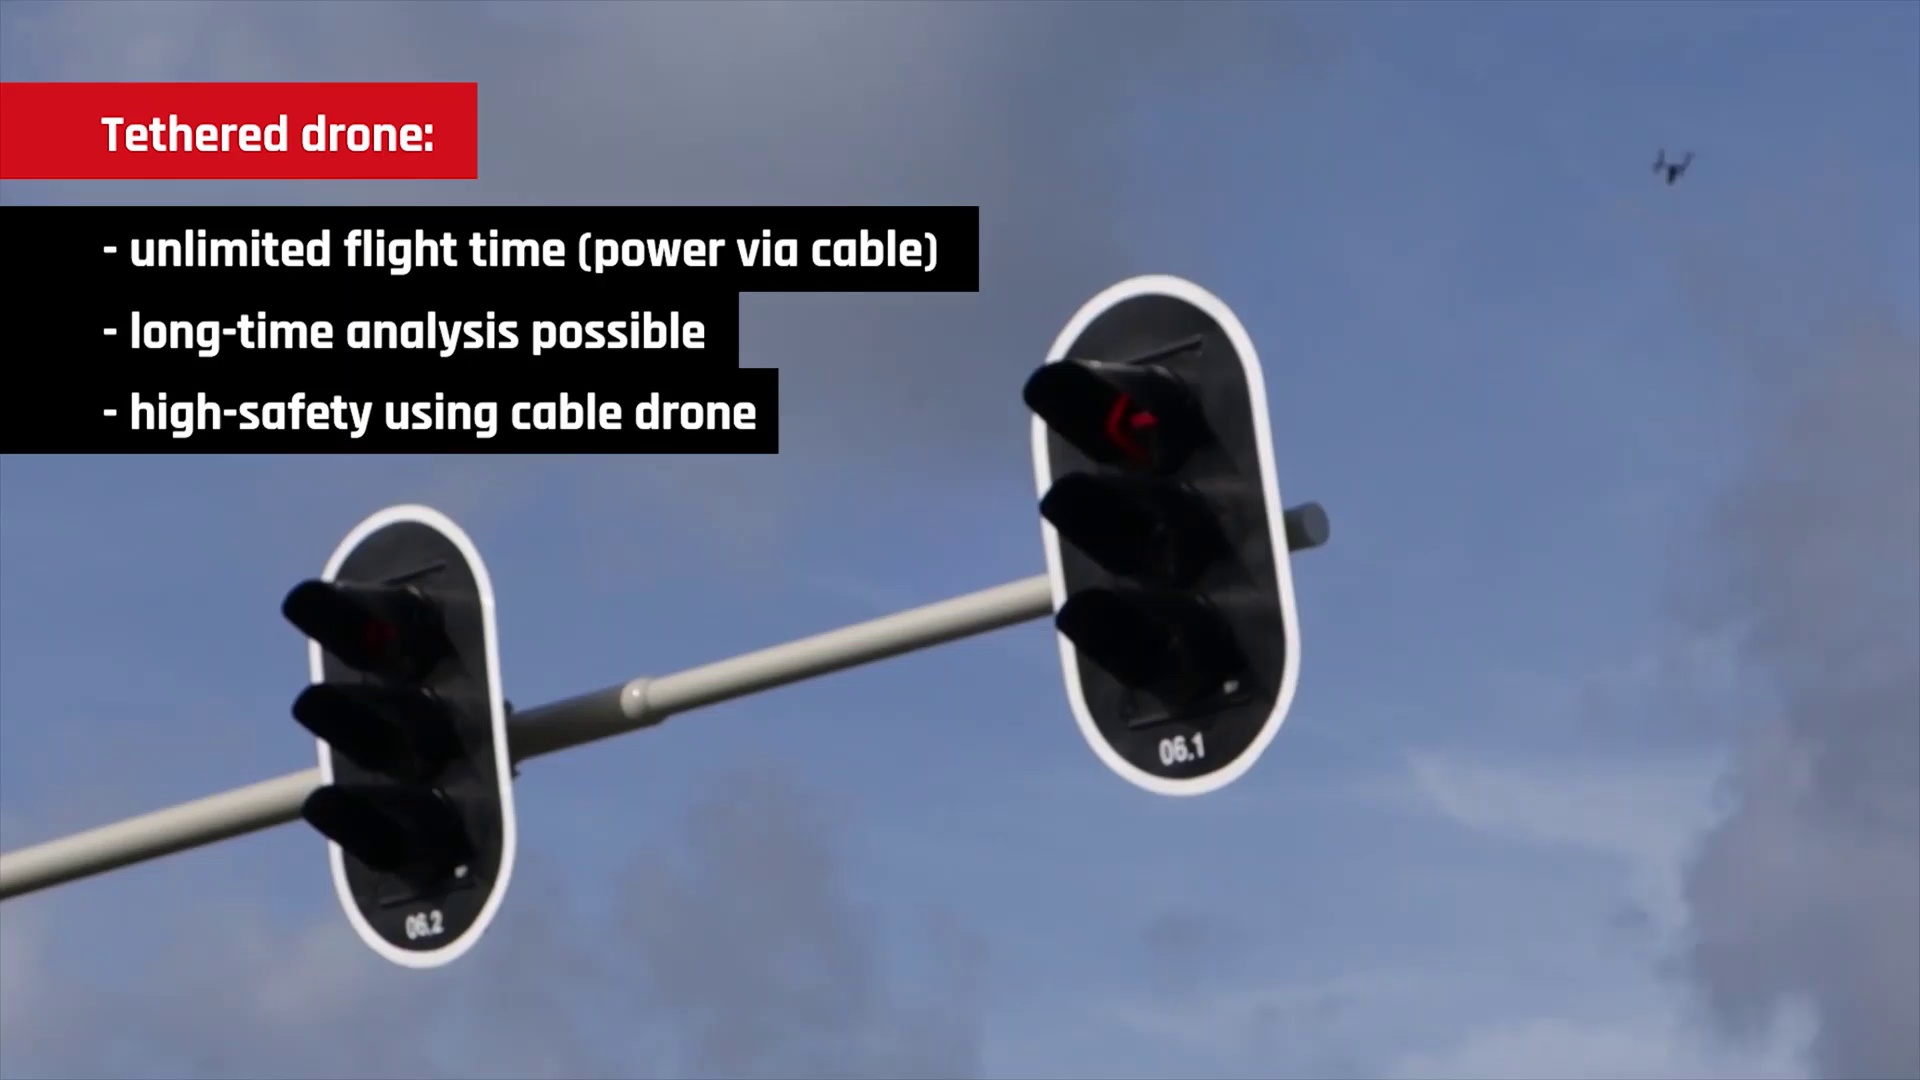 Tethered drone:
- unlimited flight time (power via cable)
- long-time analysis possible
- high-safety using cable drone
06.1
06.2